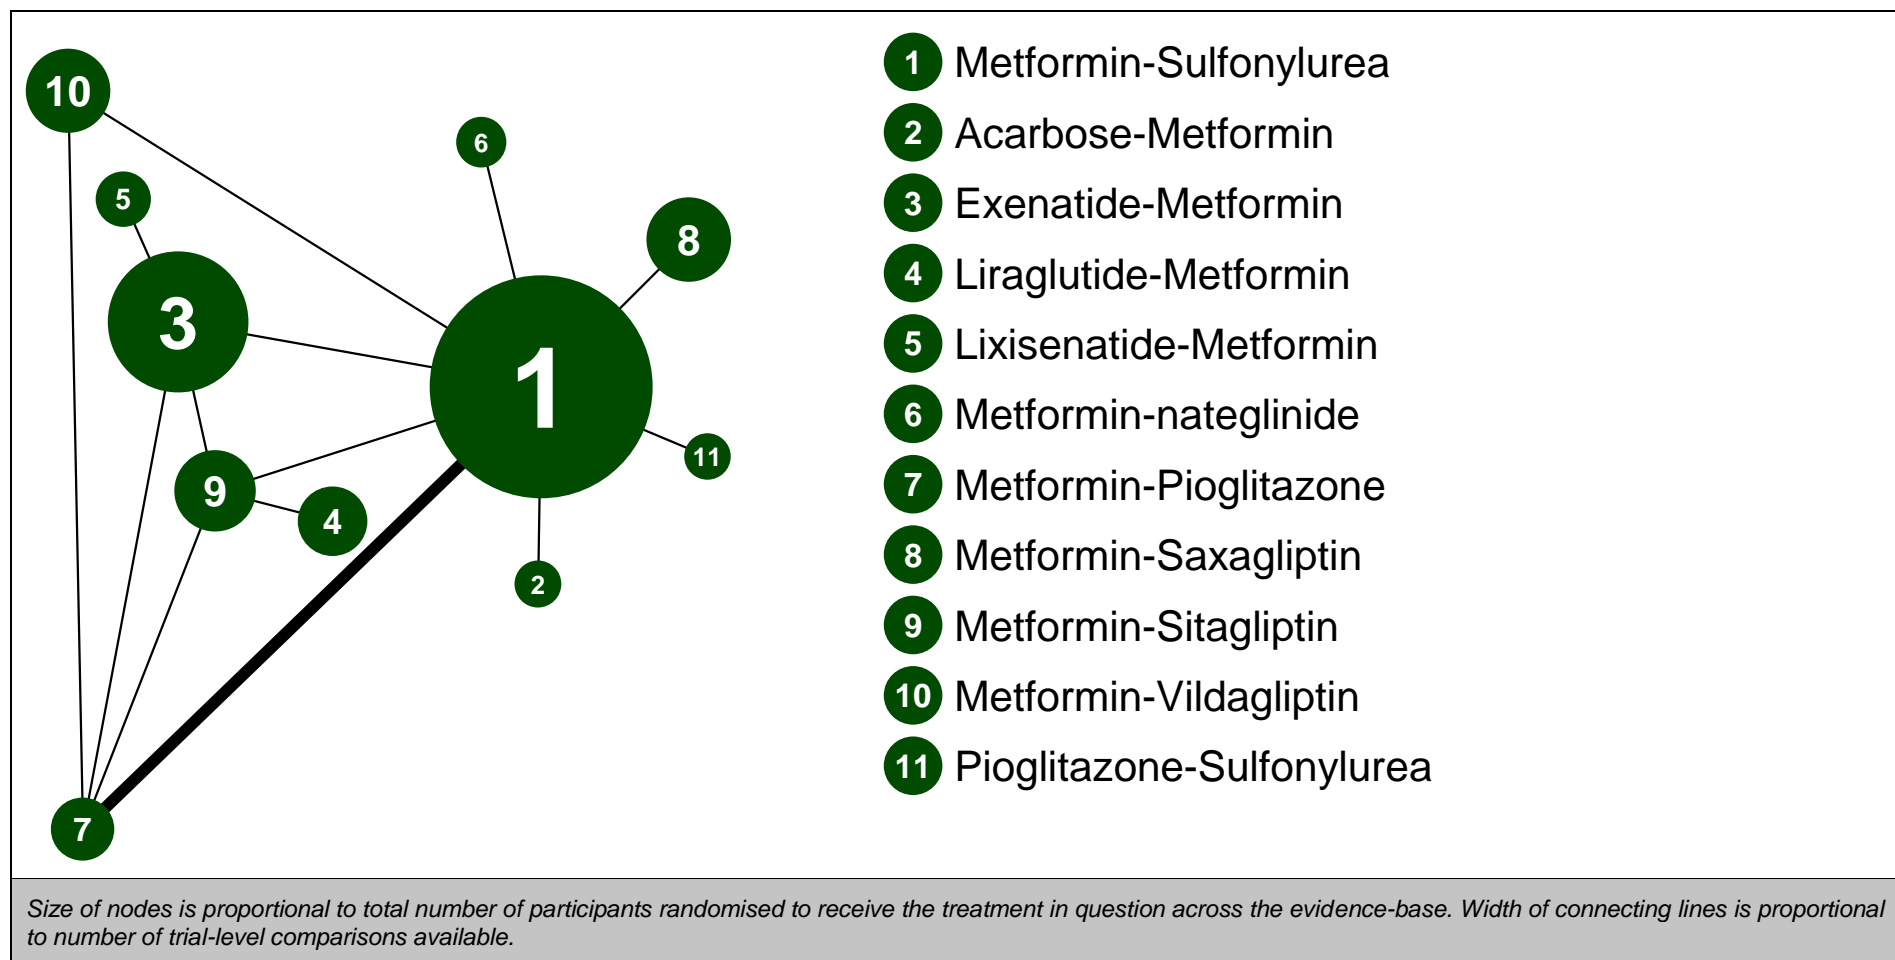 10
6
5
8
3
1
11
9
4
2
7
1 Metformin-Sulfonylurea
2 Acarbose-Metformin
3 Exenatide-Metformin
4 Liraglutide-Metformin
5 Lixisenatide-Metformin
6 Metformin-nateglinide
7 Metformin-Pioglitazone
8 Metformin-Saxagliptin
9 Metformin-Sitagliptin
10 Metformin-Vildagliptin
11 Pioglitazone-Sulfonylurea
Size of nodes is proportional to total number of participants randomised to receive the treatment in question across the evidence-base. Width of connecting lines is proportional
to number of trial-level comparisons available.